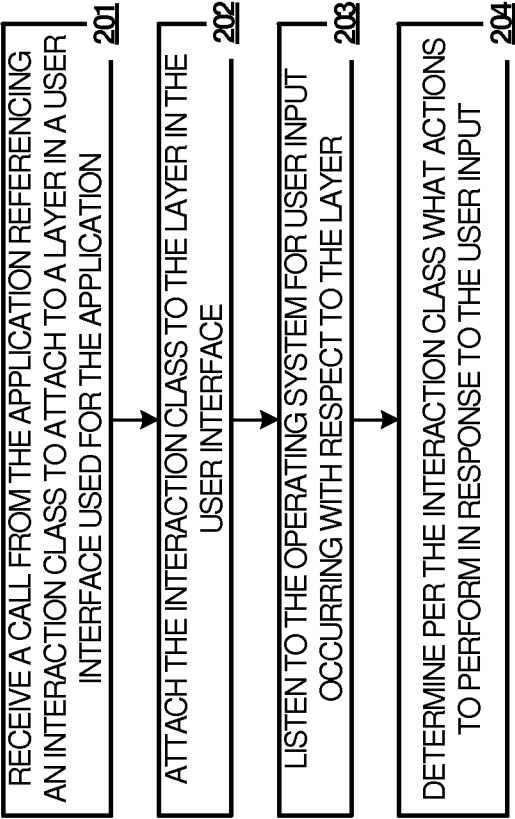 201
RECEIVE A CALL FROM THE APPLICATION REFERENCING
AN INTERACTION CLASS TO ATTACH TO A LAYER IN A USER
INTERFACE USED FOR THE APPLICATION
202
ATTACH THE INTERACTION CLASS TO THE LAYER IN THE
USER INTERFACE
203
LISTEN TO THE OPERATING SYSTEM FOR USER INPUT
OCCURRING WITH RESPECT TO THE LAYER
204
DETERMINE PER THE INTERACTION CLASS WHAT ACTIONS
TO PERFORM IN RESPONSE TO THE USER INPUT